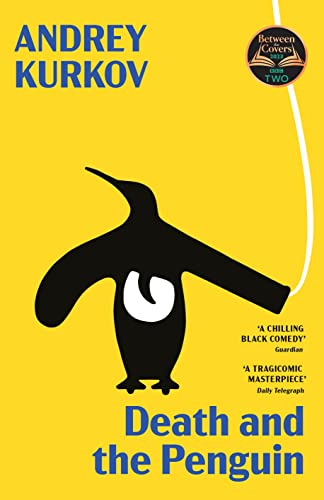 ANDREY
KURKOV
Between
the Covers
2023
BBC
TWO
'A CHILLING
BLACK COMEDY'
Guardian
'A TRAGICOMIC
MASTERPIECE'
Daily Telegraph
Death and
the Penguin